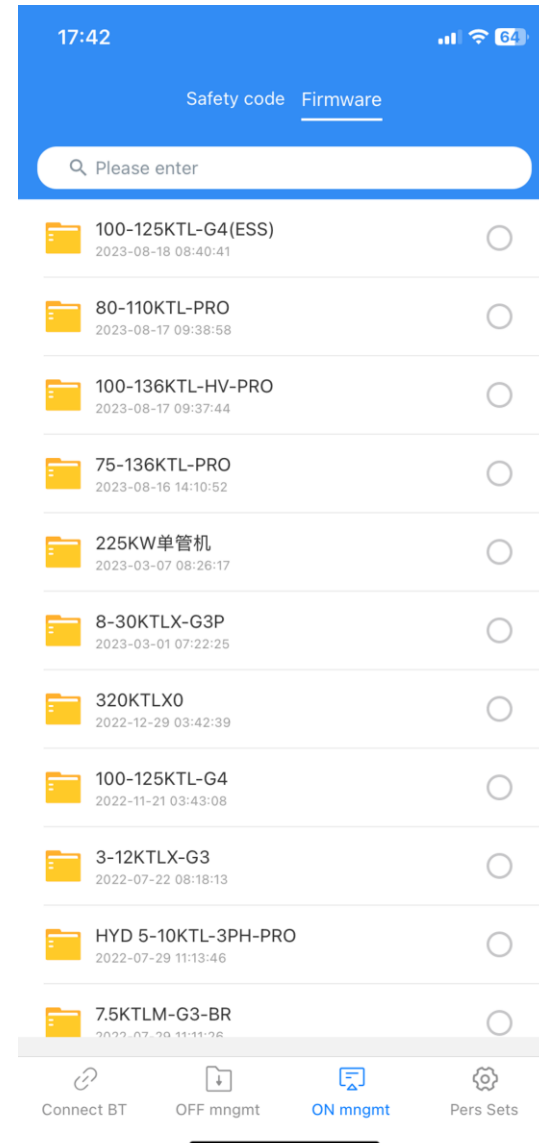 17:42
64
Safety code Firmware
Please enter
100-125KTL-G4(ESS)
2023-08-18 08:40:41
80-110KTL-PRO
2023-08-17 09:38:58
100-136KTL-HV-PRO
2023-08-17 09:37:44
75-136KTL-PRO
2023-08-16 14:10:52
225KW单管机
2023-03-07 08:26:17
8-30KTLX-G3P
2023-03-01 07:22:25
320KTLX0
2022-12-29 03:42:39
100-125KTL-G4
2022-11-21 03:43:08
3-12KTLX-G3
2022-07-22 08:18:13
HYD 5-10KTL-3PH-PRO
2022-07-29 11:13:46
7.5KTLM-G3-BR
2022-07-29 11:11:26
Connect BT OFF mngmt ON mngmt Pers Sets